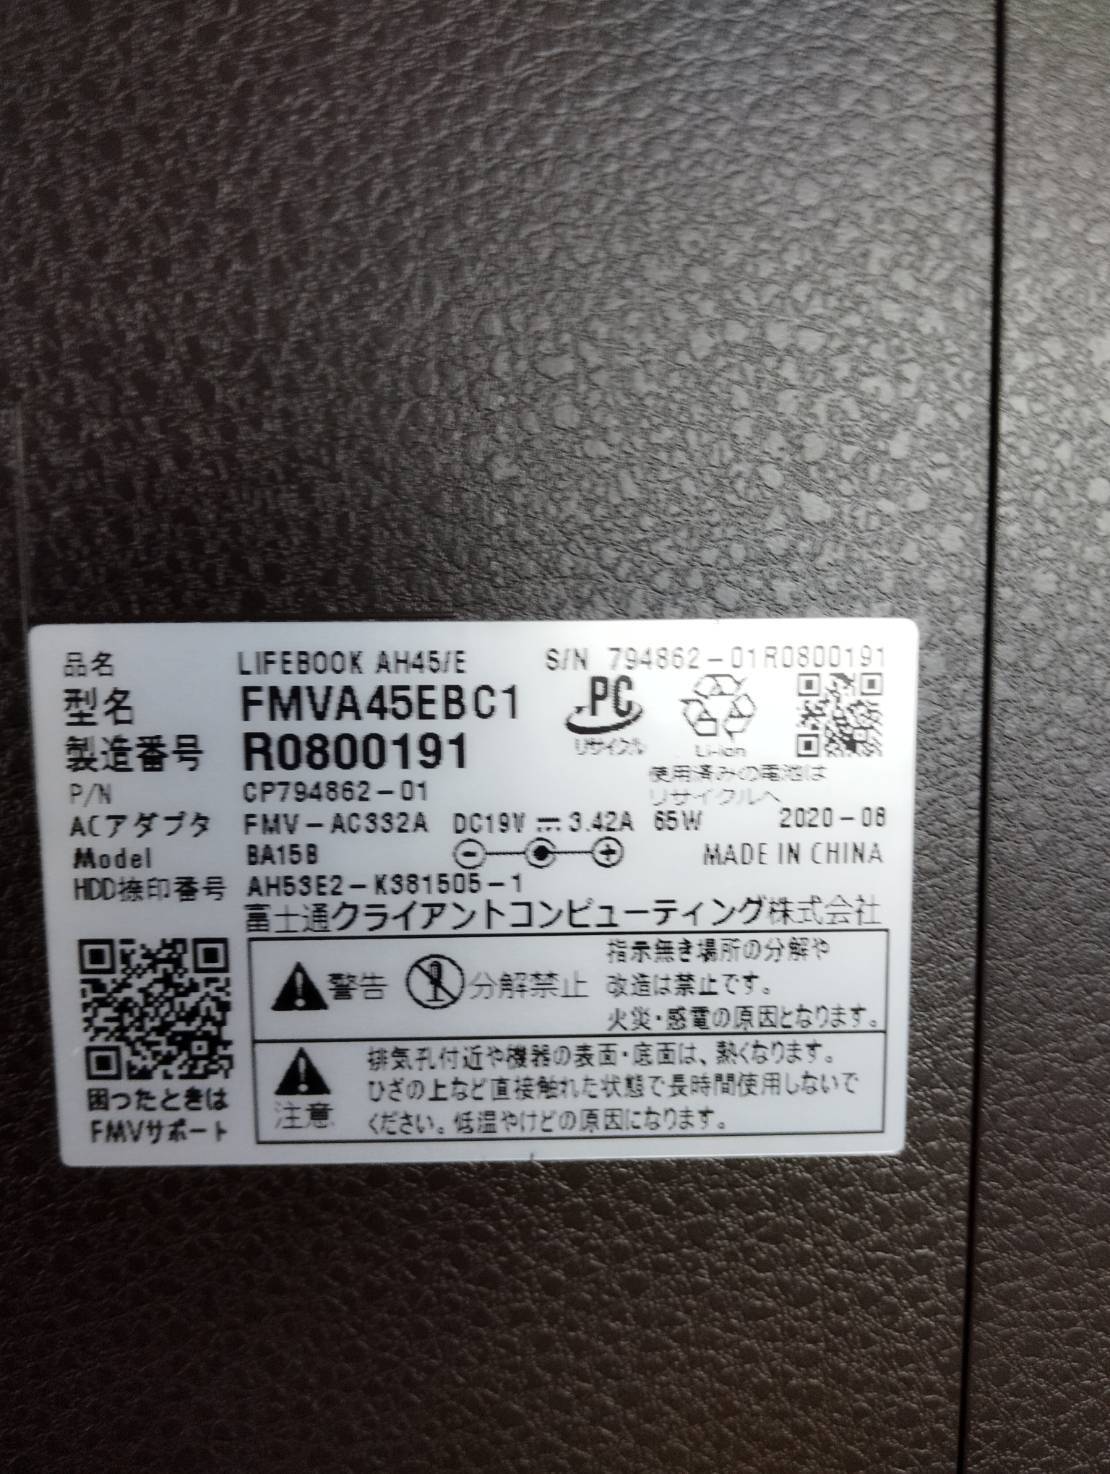 品名 LIFEBOOK AH45/E S/N 794862-01R0800191
型名 FMVA45EBC1
製造番号 R0800191
PC
リサイクル
Li-ion
P/N CP794862-01
使用済みの電池は
リサイクルへ
ACアダプタ FMV-AC332A DC19V 3.42A 65W 2020-08
Model BA15B MADE IN CHINA
HDD捺印番号 AH53E2-K381505-1
富士通クライアントコンピューティング株式会社
警告 分解禁止
指示無き場所の分解や
改造は禁止です。
火災・感電の原因となります。
注意
排気孔付近や機器の表面・底面は、熱くなります。
ひざの上など直接触れた状態で長時間使用しないで
ください。低温やけどの原因になります。
困ったときは
FMVサポート